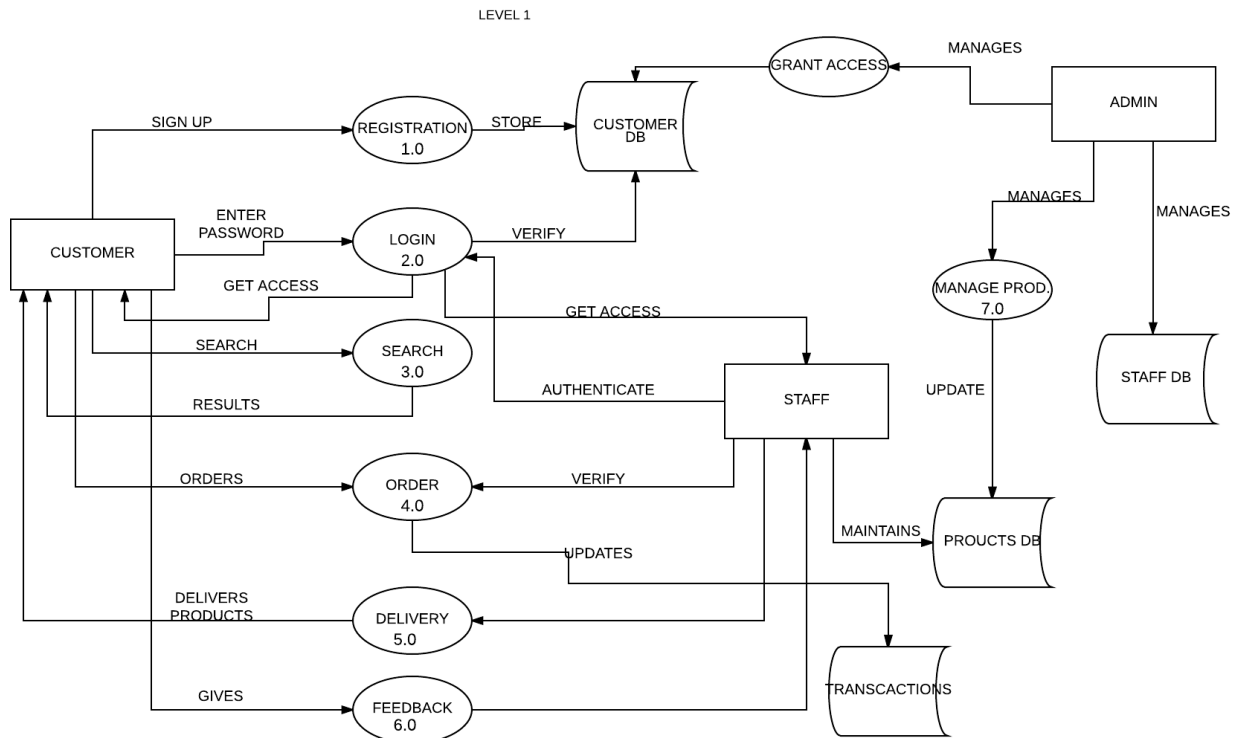 LEVEL 1
MANAGES
GRANT ACCESS
ADMIN
SIGN UP
REGISTRATION
1.0
STORE
CUSTOMER
DB
MANAGES
MANAGES
ENTER
PASSWORD
LOGIN
2.0
VERIFY
CUSTOMER
GET ACCESS
MANAGE PROD.
7.0
GET ACCESS
SEARCH
SEARCH
3.0
STAFF DB
AUTHENTICATE
STAFF
UPDATE
RESULTS
ORDERS
ORDER
4.0
VERIFY
MAINTAINS
PROUCTS DB
UPDATES
DELIVERS
PRODUCTS
DELIVERY
5.0
GIVES
FEEDBACK
6.0
TRANSCACTIONS